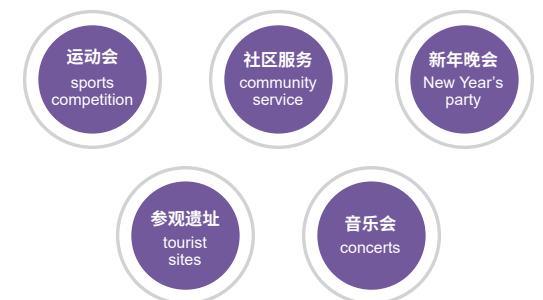 运动会
sports
competition
社区服务
community
service
新年晚会
New Year's
party
参观遗址
tourist
sites
音乐会
concerts